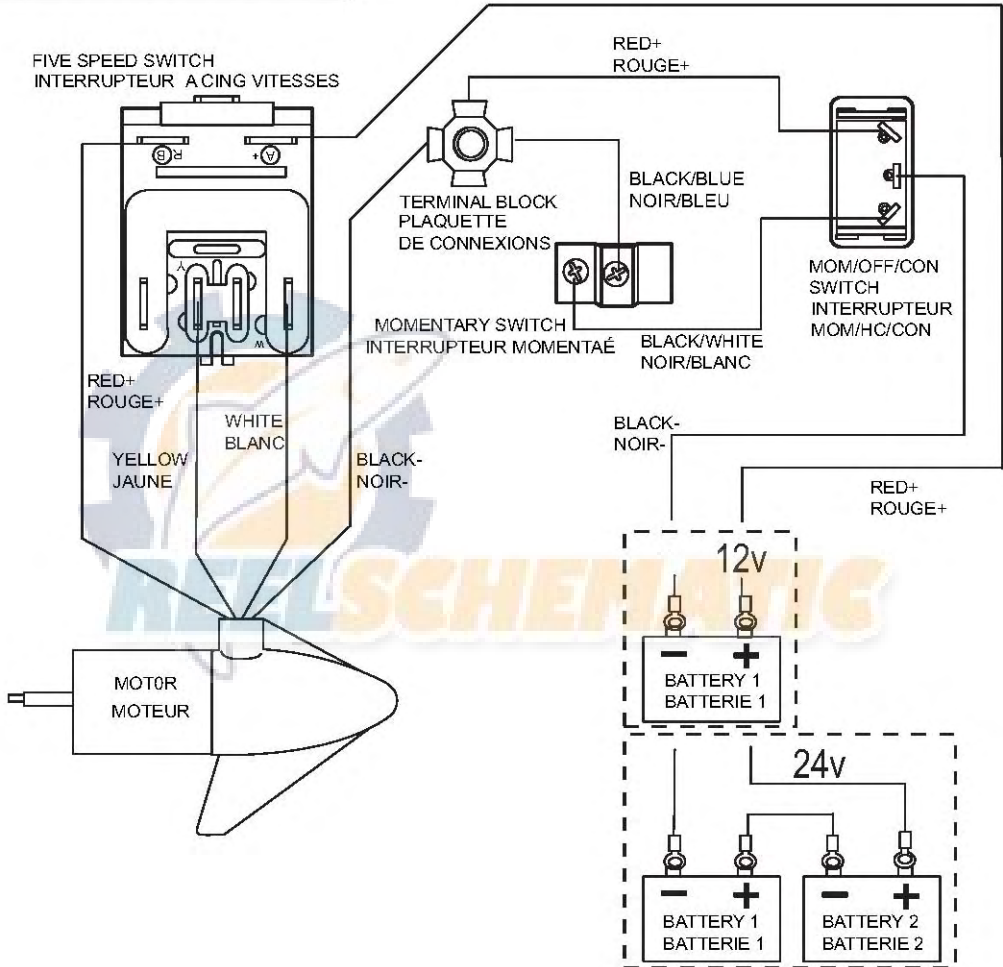 FIVE SPEED SWITCH
INTERRUPTEUR A CING VITESSES
RED+
ROUGE+
R B
A +
TERMINAL BLOCK
PLAQUETTE
DE CONNEXIONS
BLACK/BLUE
NOIR/BLEU
MOM/OFF/CON
SWITCH
INTERRUPTEUR
MOM/HC/CON
Y
W
MOMENTARY SWITCH
INTERRUPTEUR MOMENTAÉ
BLACK/WHITE
NOIR/BLANC
RED+
ROUGE+
WHITE
BLANC
YELLOW
JAUNE
BLACK-
NOIR-
BLACK-
NOIR-
RED+
ROUGE+
REELSCHEMATIC
12v
BATTERY 1
BATTERIE 1
MOT0R
MOTEUR
24v
BATTERY 1
BATTERIE 1
BATTERY 2
BATTERIE 2